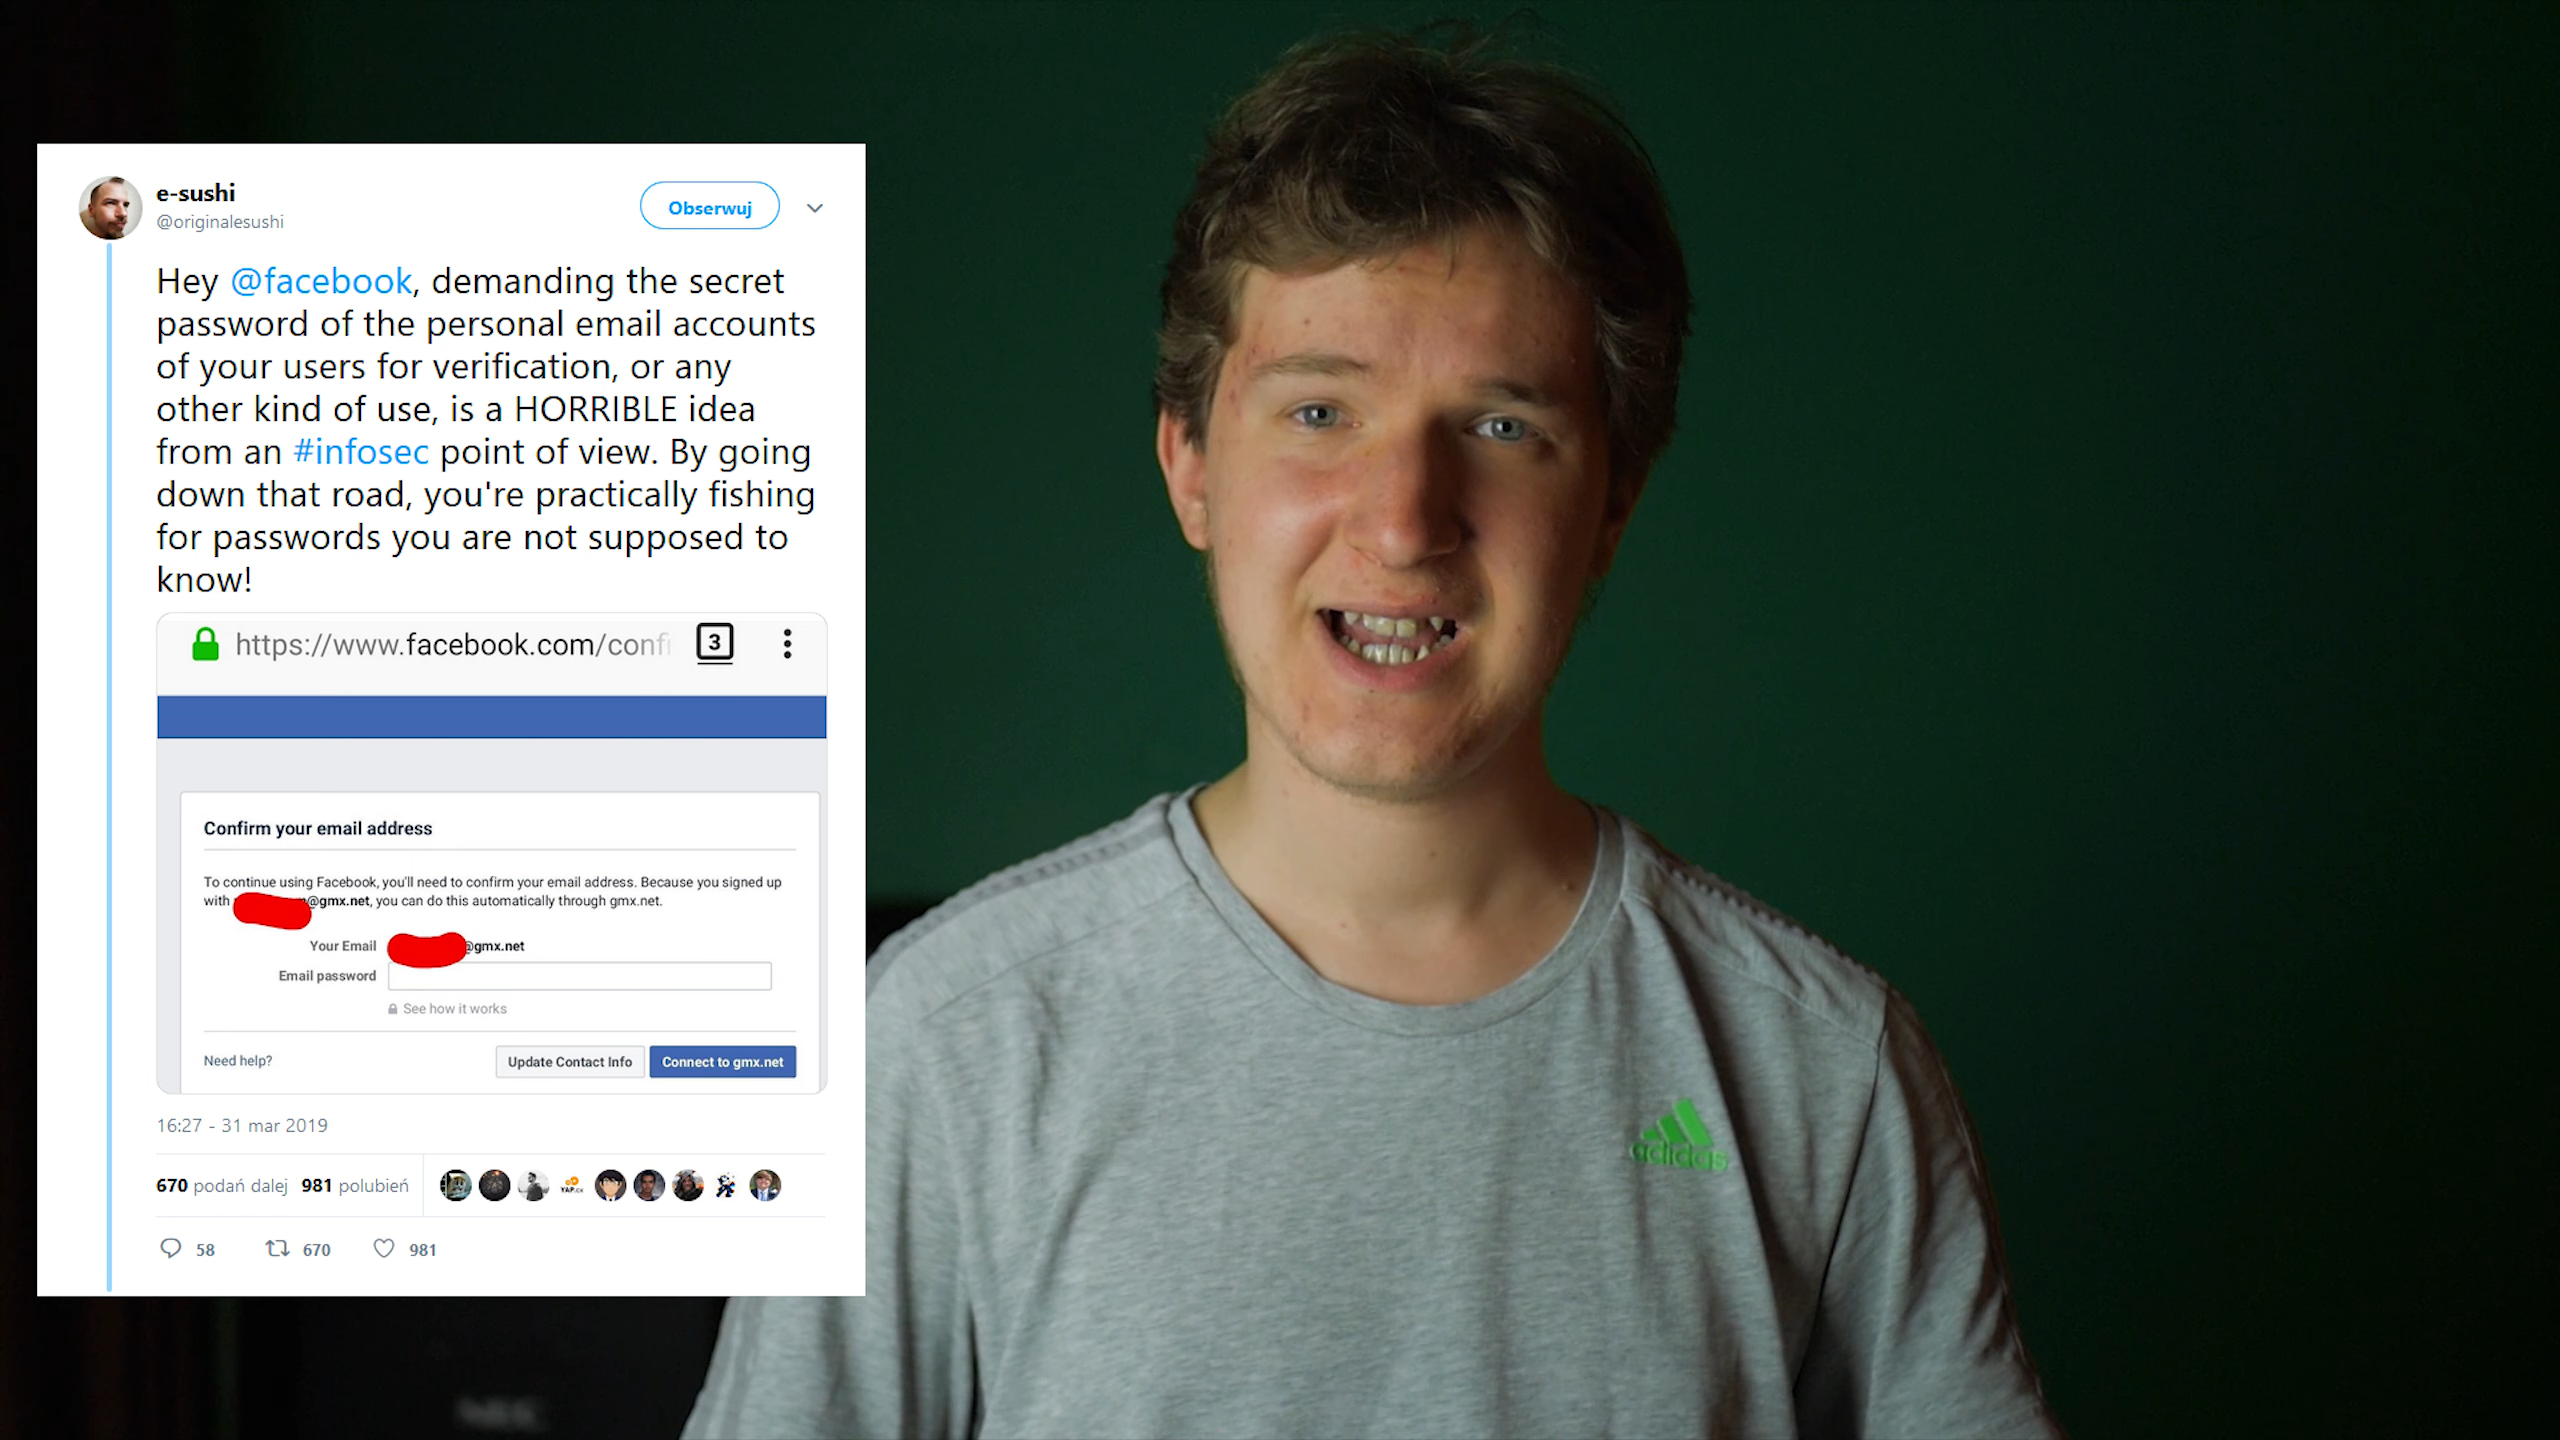 e-sushi
@originalesushi
Obserwuj
Hey @facebook, demanding the secret
password of the personal email accounts
of your users for verification, or any
other kind of use, is a HORRIBLE idea
from an #infosec point of view. By going
down that road, you're practically fishing
for passwords you are not supposed to
know!
https://www.facebook.com/conf
3
Confirm your email address
To continue using Facebook, you'll need to confirm your email address. Because you signed up
with @gmx.net, you can do this automatically through gmx.net.
Your Email @gmx.net
Email password
See how it works
Need help?
Update Contact Info
Connect to gmx.net
16:27 - 31 mar 2019
670 podań dalej 981 polubień
YAP.CX
58 670 981
adidas